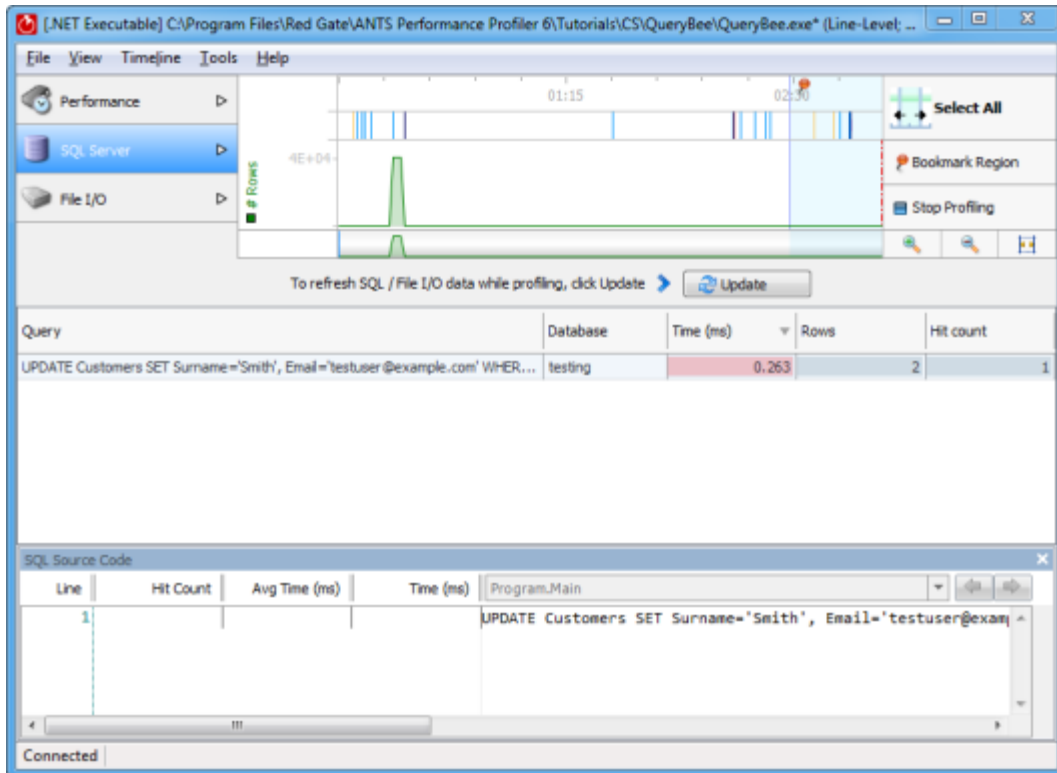 [.NET Executable] C:\Program Files\Red Gate\ANTS Performance Profiler 6\Tutorials\CS\QueryBee\QueryBee.exe* (Line-Level; ...
File View Timeline Tools Help
Performance
SQL Server
File I/O
# Rows
4E+04
01:15
02:30
Select All
Bookmark Region
Stop Profiling
To refresh SQL / File I/O data while profiling, click Update
Update
Query Database Time (ms) Rows Hit count
UPDATE Customers SET Surname='Smith', Email='testuser@example.com' WHER... testing 0.263 2 1
SQL Source Code
Line Hit Count Avg Time (ms) Time (ms) Program.Main
1 UPDATE Customers SET Surname='Smith', Email='testuser@exam
Connected